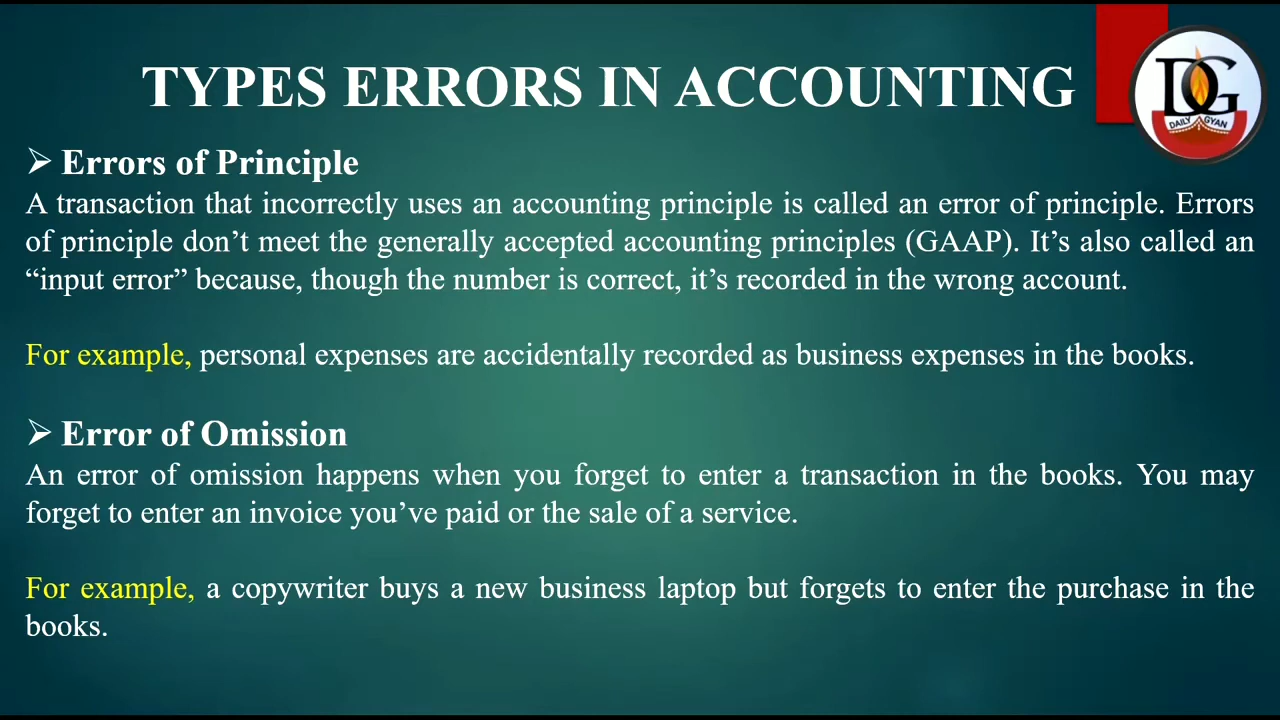 TYPES ERRORS IN ACCOUNTING
DG
DAILY GYAN
➢ Errors of Principle
A transaction that incorrectly uses an accounting principle is called an error of principle. Errors
of principle don’t meet the generally accepted accounting principles (GAAP). It’s also called an
“input error” because, though the number is correct, it’s recorded in the wrong account.
For example, personal expenses are accidentally recorded as business expenses in the books.
➢ Error of Omission
An error of omission happens when you forget to enter a transaction in the books. You may
forget to enter an invoice you’ve paid or the sale of a service.
For example, a copywriter buys a new business laptop but forgets to enter the purchase in the
books.